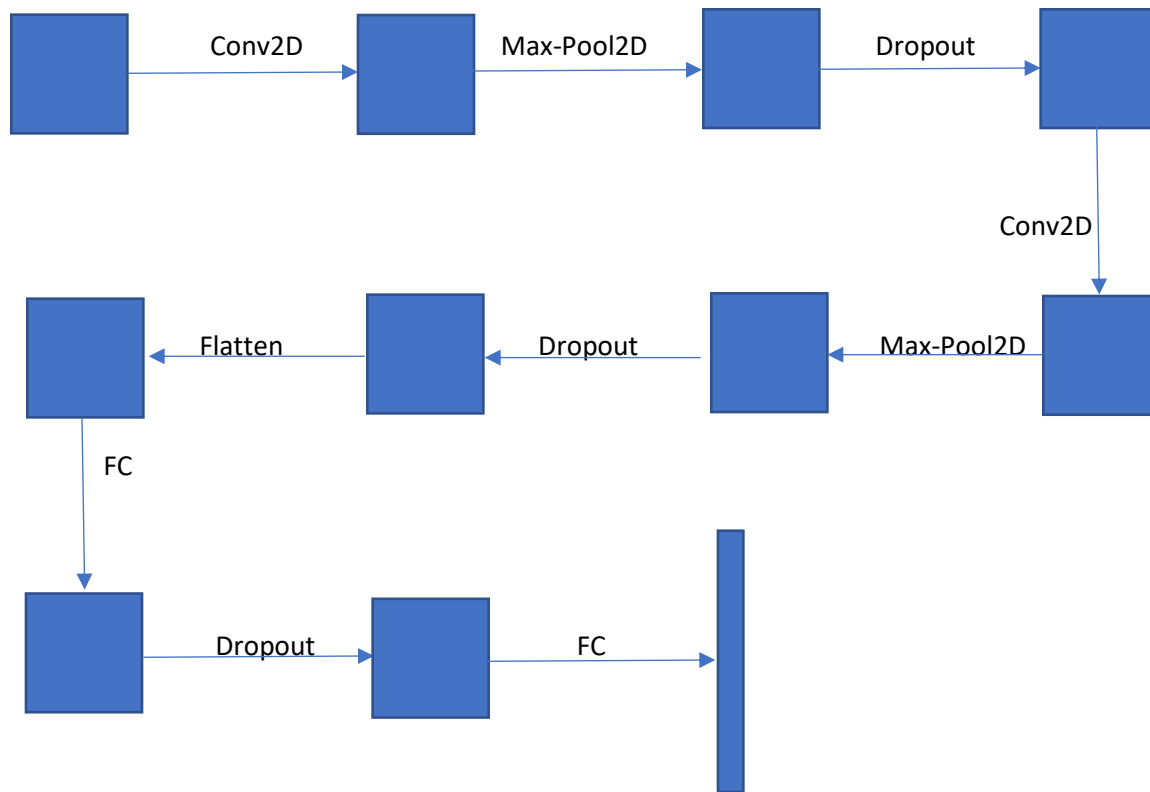 Conv2D
Max-Pool2D
Dropout
Conv2D
Max-Pool2D
Dropout
Flatten
FC
Dropout
FC